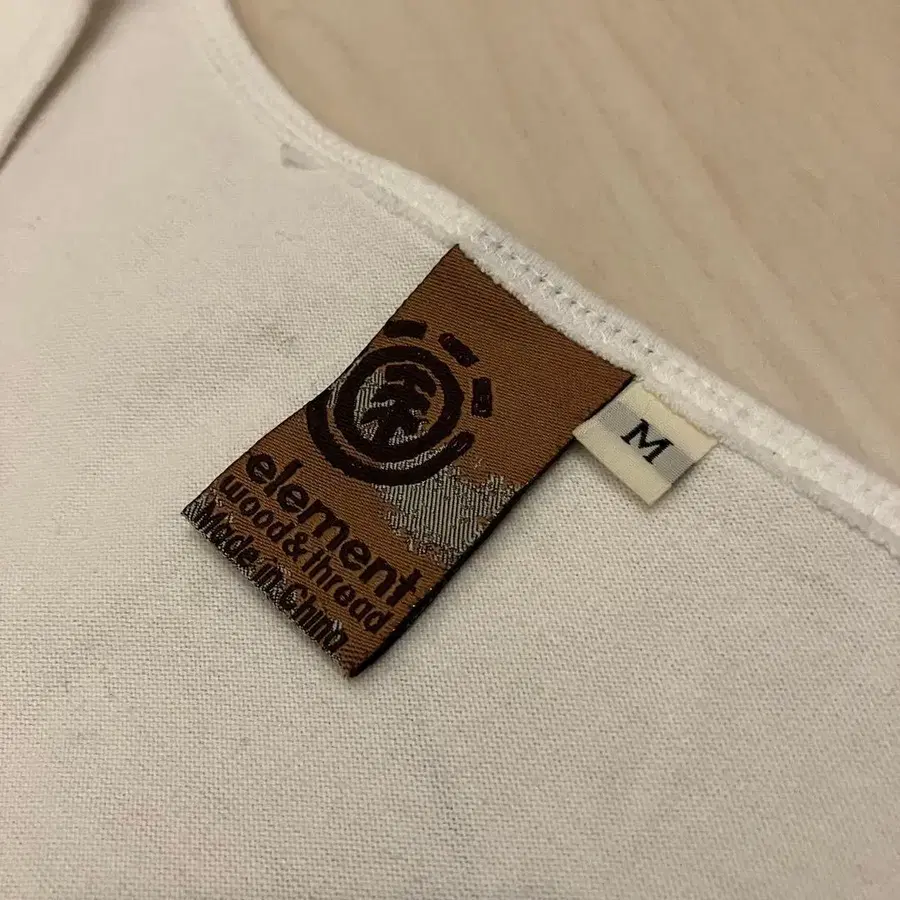 element
wood & thread
Made in China
M